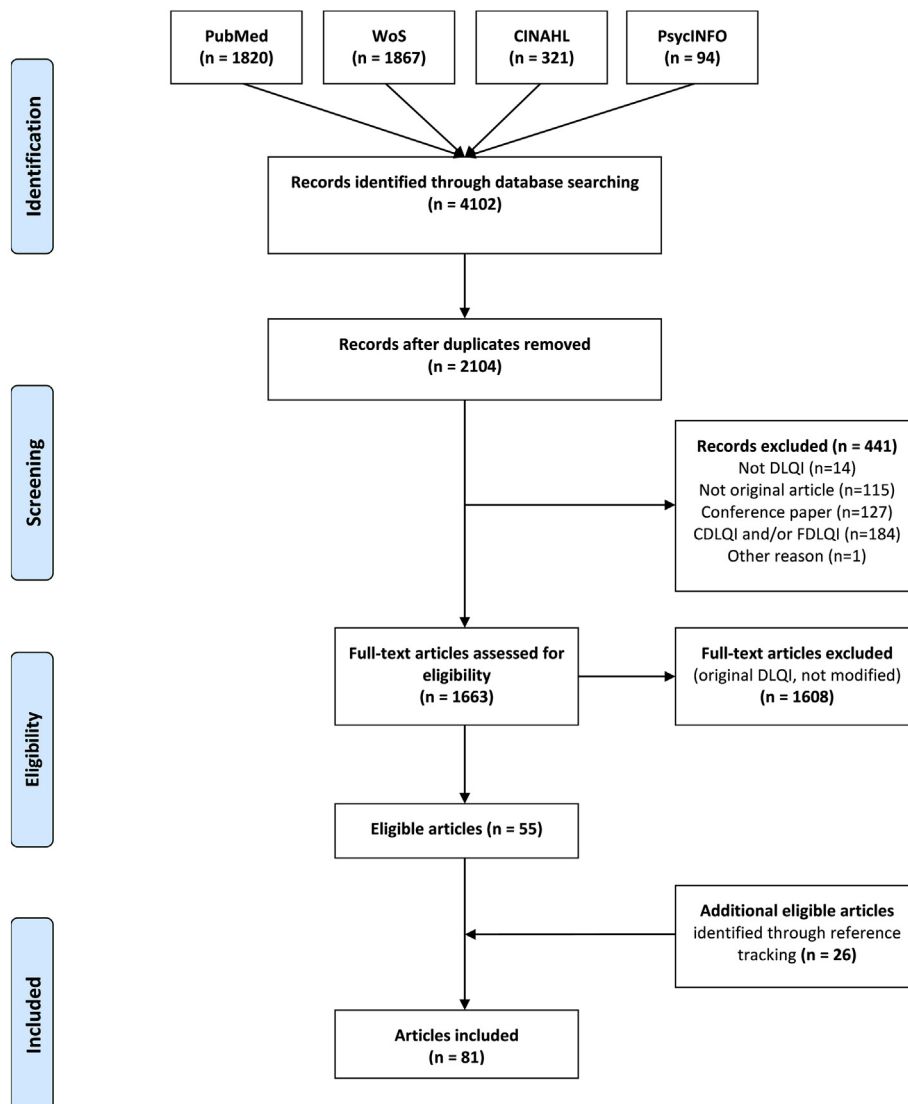 PubMed
(n = 1820)
WoS
(n = 1867)
CINAHL
(n = 321)
PsycINFO
(n = 94)
Identification
Records identified through database searching
(n = 4102)
Records after duplicates removed
(n = 2104)
Screening
Records excluded (n = 441)
Not DLQI (n=14)
Not original article (n=115)
Conference paper (n=127)
CDLQI and/or FDLQI (n=184)
Other reason (n=1)
Full-text articles assessed for
eligibility
(n = 1663)
Full-text articles excluded
(original DLQI, not modified)
(n = 1608)
Eligibility
Eligible articles (n = 55)
Additional eligible articles
identified through reference
tracking (n = 26)
Included
Articles included
(n = 81)